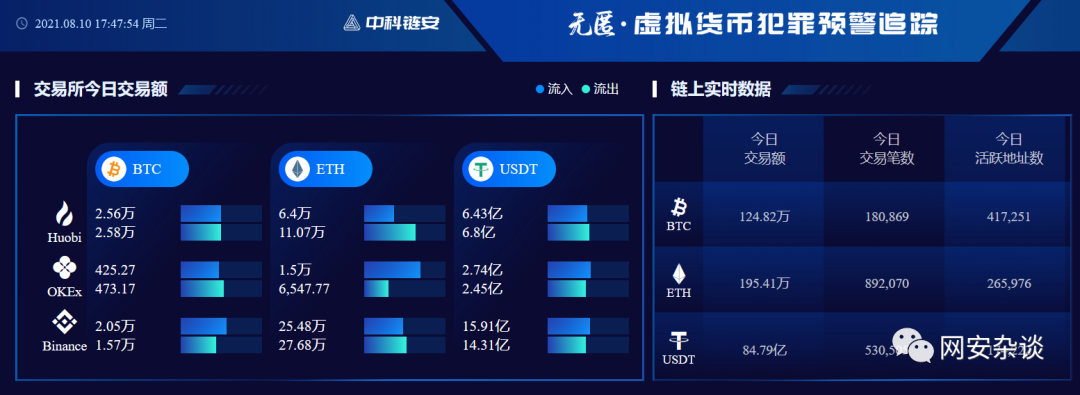 2021.08.10 17:47:54 周二
中科链安
无匿·虚拟货币犯罪预警追踪
交易所今日交易额
流入 流出
BTC ETH USDT
Huobi
2.56万 6.4万 6.43亿
2.58万 11.07万 6.8亿
OKEx
425.27 1.5万 2.74亿
473.17 6,547.77 2.45亿
Binance
2.05万 25.48万 15.91亿
1.57万 27.68万 14.31亿
链上实时数据
今日 今日 今日
交易额 交易笔数 活跃地址数
BTC 124.82万 180,869 417,251
ETH 195.41万 892,070 265,976
USDT 84.79亿
网安杂谈